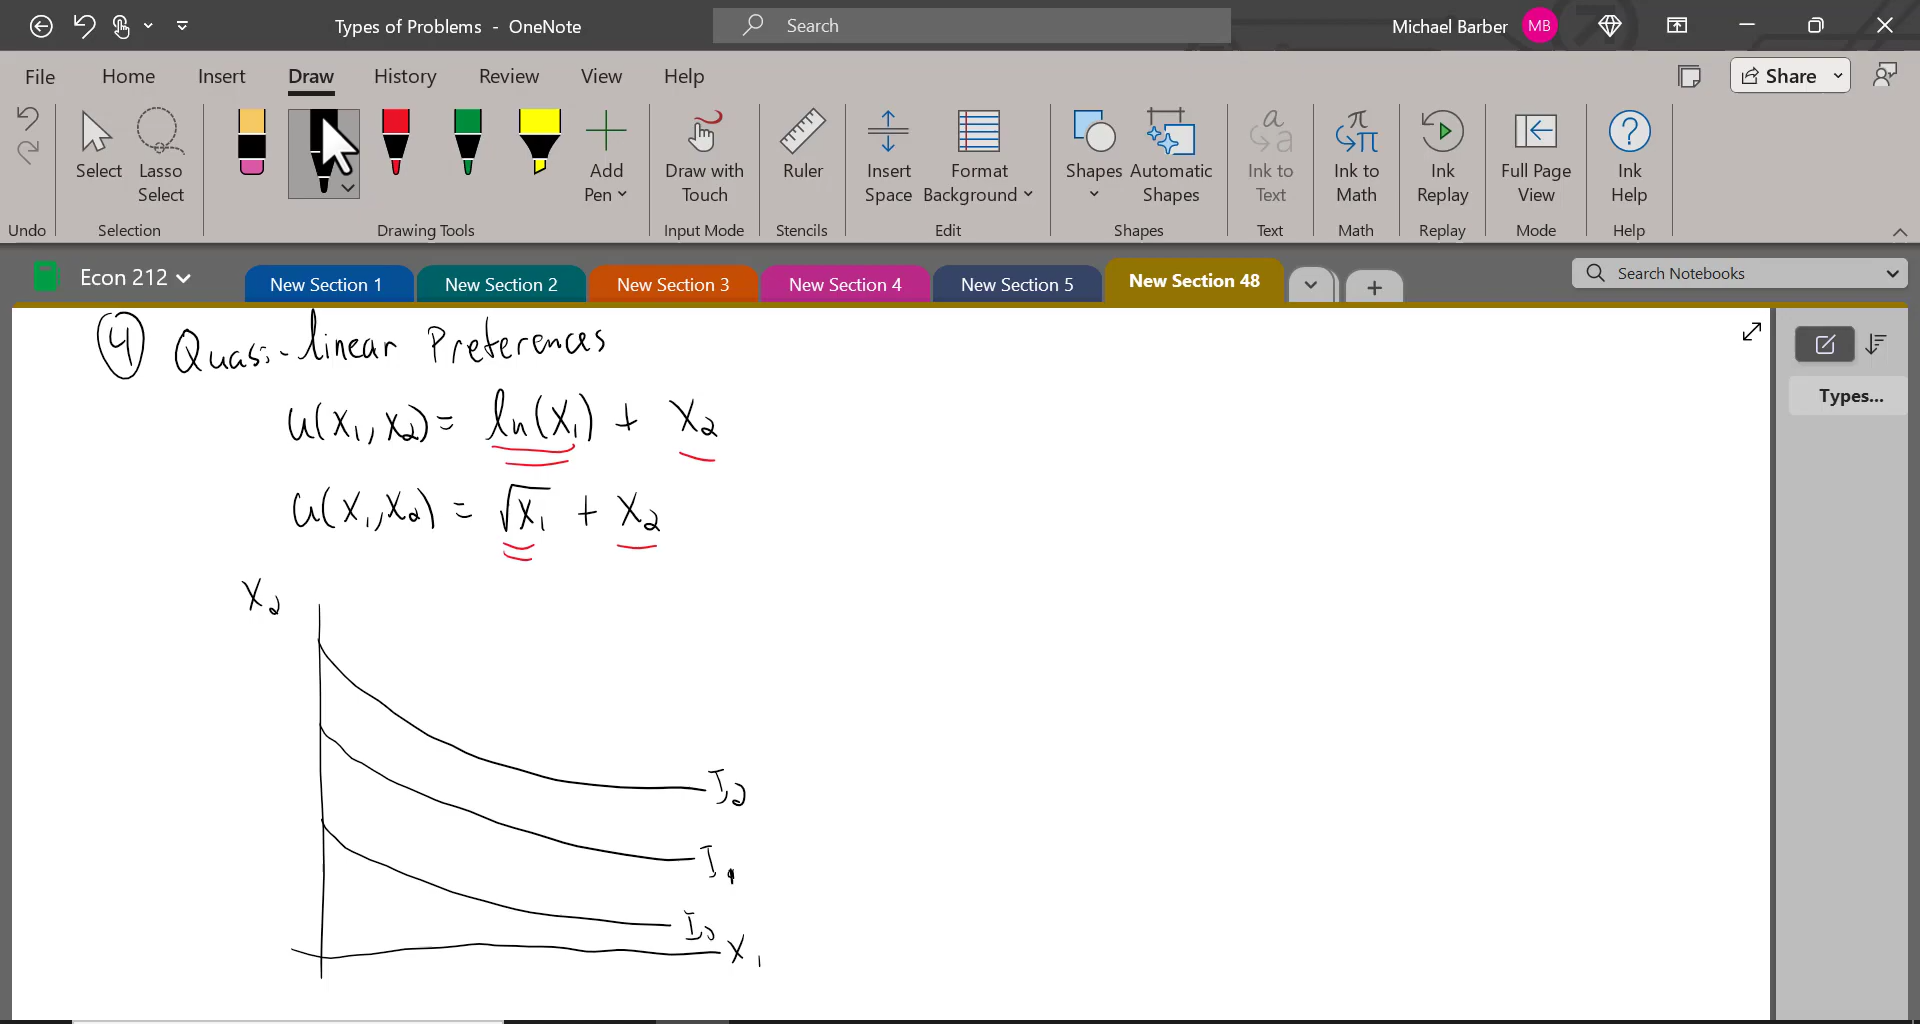 Types of Problems - OneNote
Search
Michael Barber
MB
File Home Insert Draw History Review View Help
Share
Select
Lasso Select
Add Pen
Draw with Touch
Ruler
Insert Space
Format Background
Shapes
Automatic Shapes
Ink to Text
Ink to Math
Ink Replay
Full Page View
Ink Help
Undo Selection Drawing Tools Input Mode Stencils Edit Shapes Text Math Replay Mode Help
Econ 212
New Section 1 New Section 2 New Section 3 New Section 4 New Section 5 New Section 48
+
Search Notebooks
Types...
④ Quasi-linear Preferences
u(x₁, x₂) = ln(x₁) + x₂
u(x₁, x₂) = √x₁ + x₂
x₂
I₂
I₁
I₀
x₁